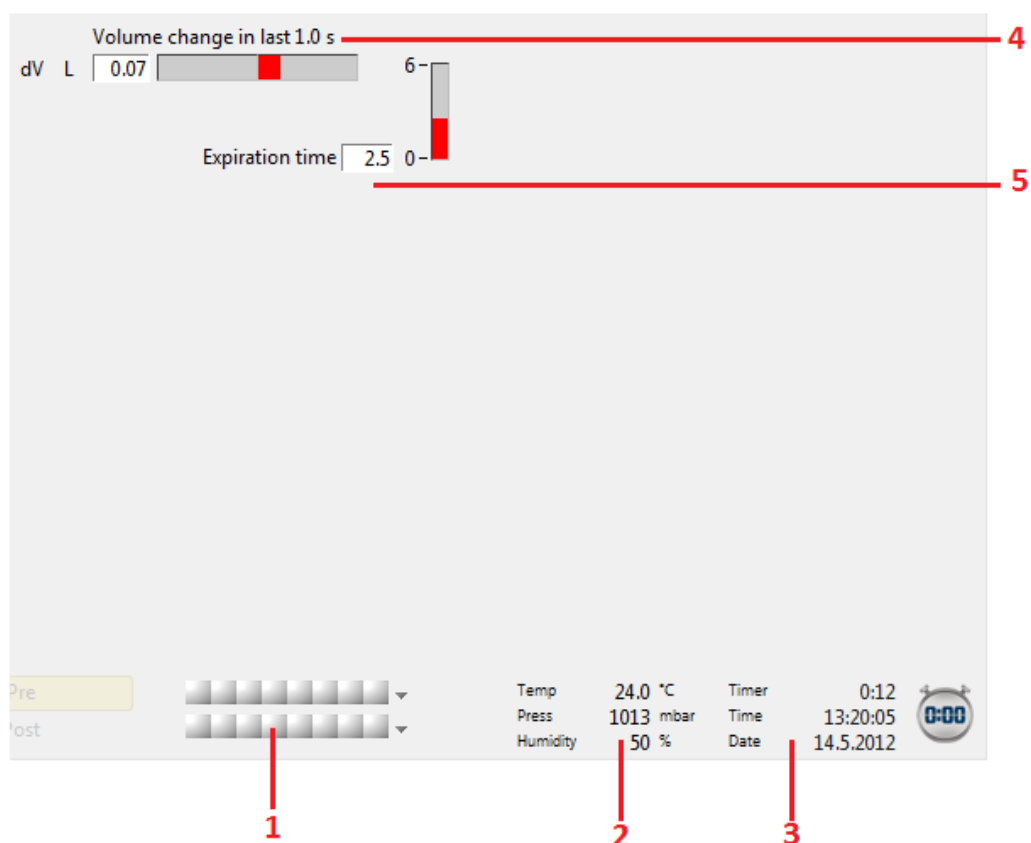 Volume change in last 1.0 s
4
dV L 0.07
6
Expiration time 2.5 0
5
Pre
Temp 24.0 °C Timer 0:12
0:00
Press 1013 mbar Time 13:20:05
Post
Humidity 50 % Date 14.5.2012
1
2
3